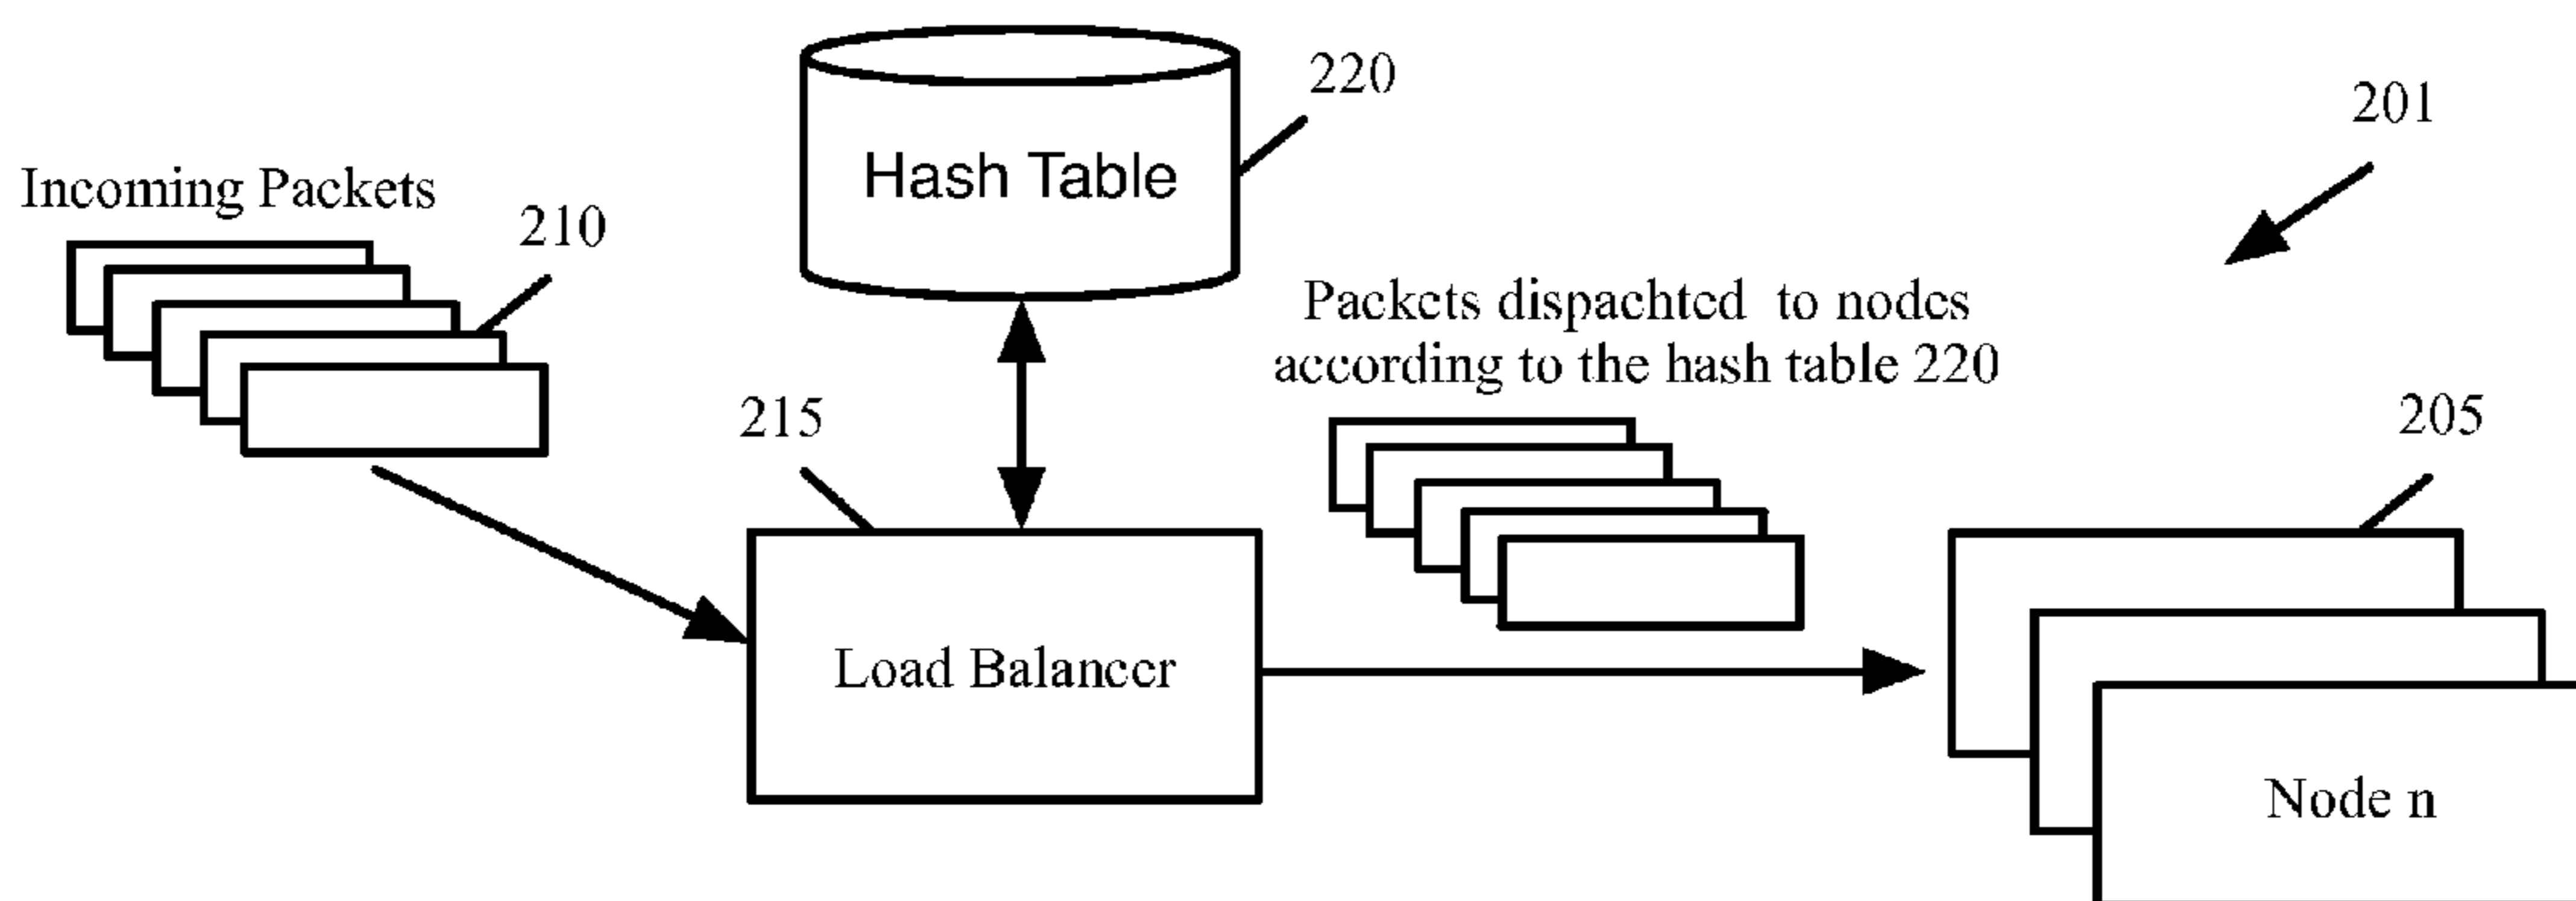 220
201
Hash Table
Incoming Packets
210
Packets dispachted to nodes
according to the hash table 220
215
205
Load Balancer
Node n